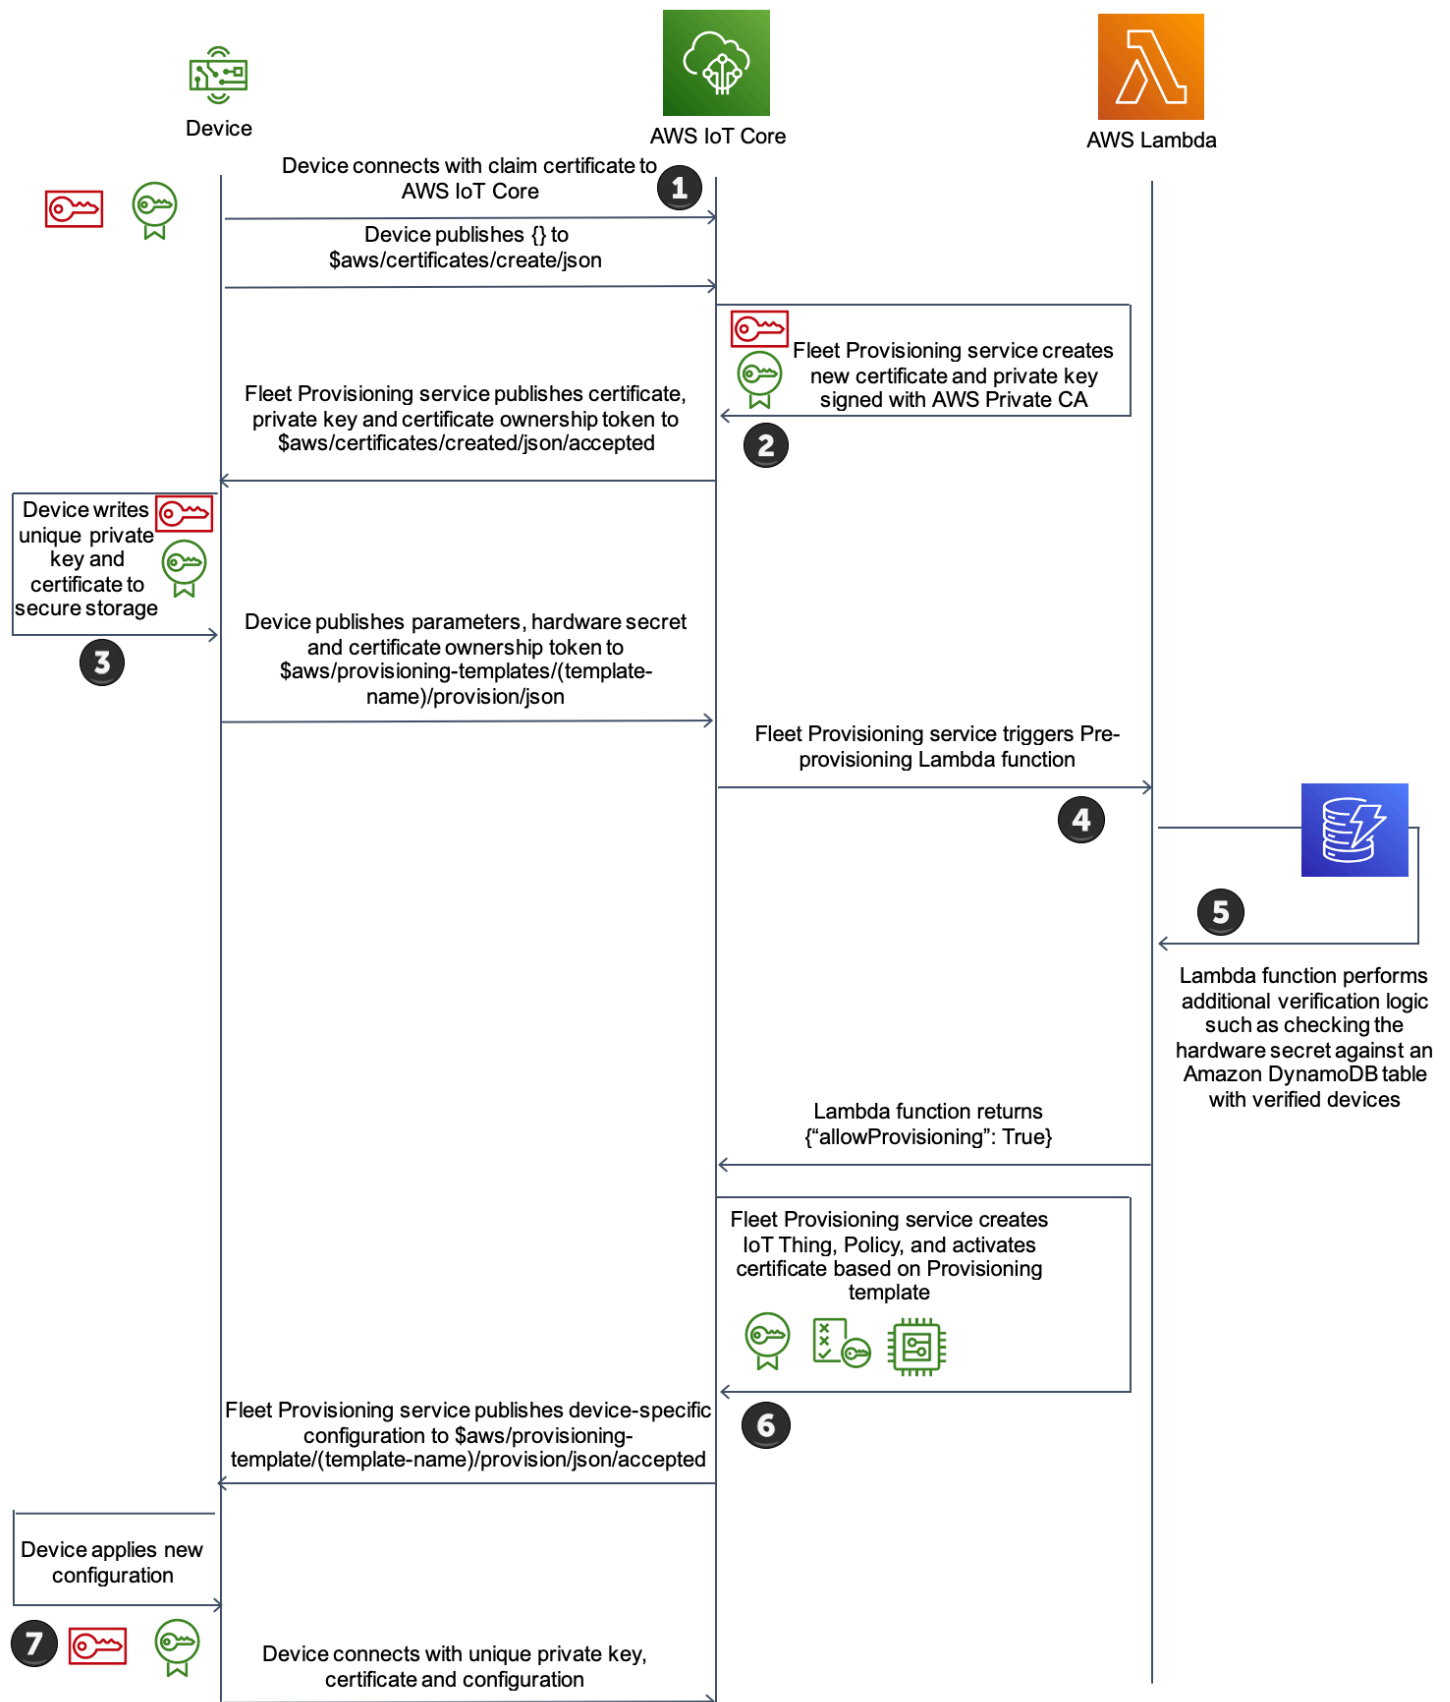 Device
AWS IoT Core
AWS Lambda
Device connects with claim certificate to
AWS IoT Core
1
Device publishes {} to
$aws/certificates/create/json
Fleet Provisioning service creates
new certificate and private key
signed with AWS Private CA
2
Fleet Provisioning service publishes certificate,
private key and certificate ownership token to
$aws/certificates/created/json/accepted
Device writes
unique private
key and
certificate to
secure storage
3
Device publishes parameters, hardware secret
and certificate ownership token to
$aws/provisioning-templates/(template-
name)/provision/json
Fleet Provisioning service triggers Pre-
provisioning Lambda function
4
5
Lambda function performs
additional verification logic
such as checking the
hardware secret against an
Amazon DynamoDB table
with verified devices
Lambda function returns
{“allowProvisioning”: True}
Fleet Provisioning service creates
IoT Thing, Policy, and activates
certificate based on Provisioning
template
6
Fleet Provisioning service publishes device-specific
configuration to $aws/provisioning-
template/(template-name)/provision/json/accepted
Device applies new
configuration
7
Device connects with unique private key,
certificate and configuration